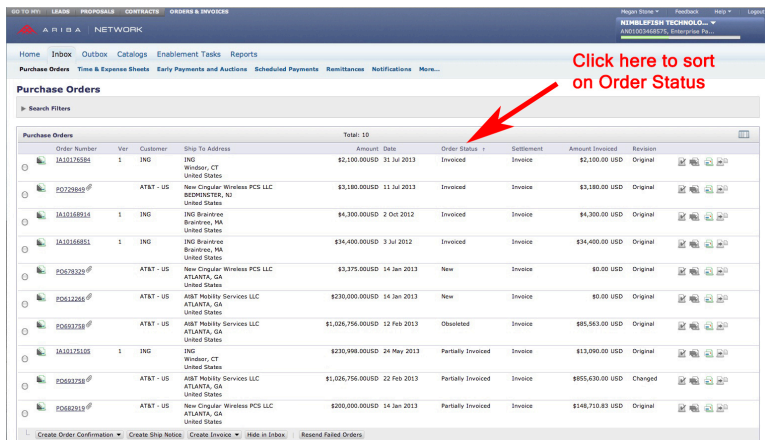 GO TO MY: LEADS PROPOSALS CONTRACTS ORDERS & INVOICES Megan Stone Feedback Help Logout
ARIBA | NETWORK
NIMBLEFISH TECHNOLO...
AN01003468575, Enterprise Pa...
Home Inbox Outbox Catalogs Enablement Tasks Reports
Purchase Orders Time & Expense Sheets Early Payments and Auctions Scheduled Payments Remittances Notifications More...
Click here to sort
on Order Status
Purchase Orders
Search Filters
Purchase Orders Total: 10
Order Number Ver Customer Ship To Address Amount Date Order Status ↑ Settlement Amount Invoiced Revision
IA10176584 1 ING ING $2,100.00USD 31 Jul 2013 Invoiced Invoice $2,100.00 USD Original
Windsor, CT
United States
PO729849 AT&T - US New Cingular Wireless PCS LLC $3,180.00USD 11 Jul 2013 Invoiced Invoice $3,180.00 USD Original
BEDMINSTER, NJ
United States
IA10168914 1 ING ING Braintree $4,300.00USD 2 Oct 2012 Invoiced Invoice $4,300.00 USD Original
Braintree, MA
United States
IA10166851 1 ING ING Braintree $34,400.00USD 3 Jul 2012 Invoiced Invoice $34,400.00 USD Original
Braintree, MA
United States
PO678329 AT&T - US New Cingular Wireless PCS LLC $3,375.00USD 14 Jan 2013 New Invoice $0.00 USD Original
ATLANTA, GA
United States
PO612266 AT&T - US At&T Mobility Services LLC $230,000.00USD 14 Jan 2013 New Invoice $0.00 USD Original
ATLANTA, GA
United States
PO693758 AT&T - US At&T Mobility Services LLC $1,026,756.00USD 12 Feb 2013 Obsoleted Invoice $85,563.00 USD Original
ATLANTA, GA
United States
IA10175105 1 ING ING $230,998.00USD 24 May 2013 Partially Invoiced Invoice $13,090.00 USD Original
Windsor, CT
United States
PO693758 AT&T - US At&T Mobility Services LLC $1,026,756.00USD 22 Feb 2013 Partially Invoiced Invoice $855,630.00 USD Changed
ATLANTA, GA
United States
PO682919 AT&T - US New Cingular Wireless PCS LLC $200,000.00USD 14 Jan 2013 Partially Invoiced Invoice $148,710.83 USD Original
ATLANTA, GA
United States
Create Order Confirmation Create Ship Notice Create Invoice Hide in Inbox Resend Failed Orders